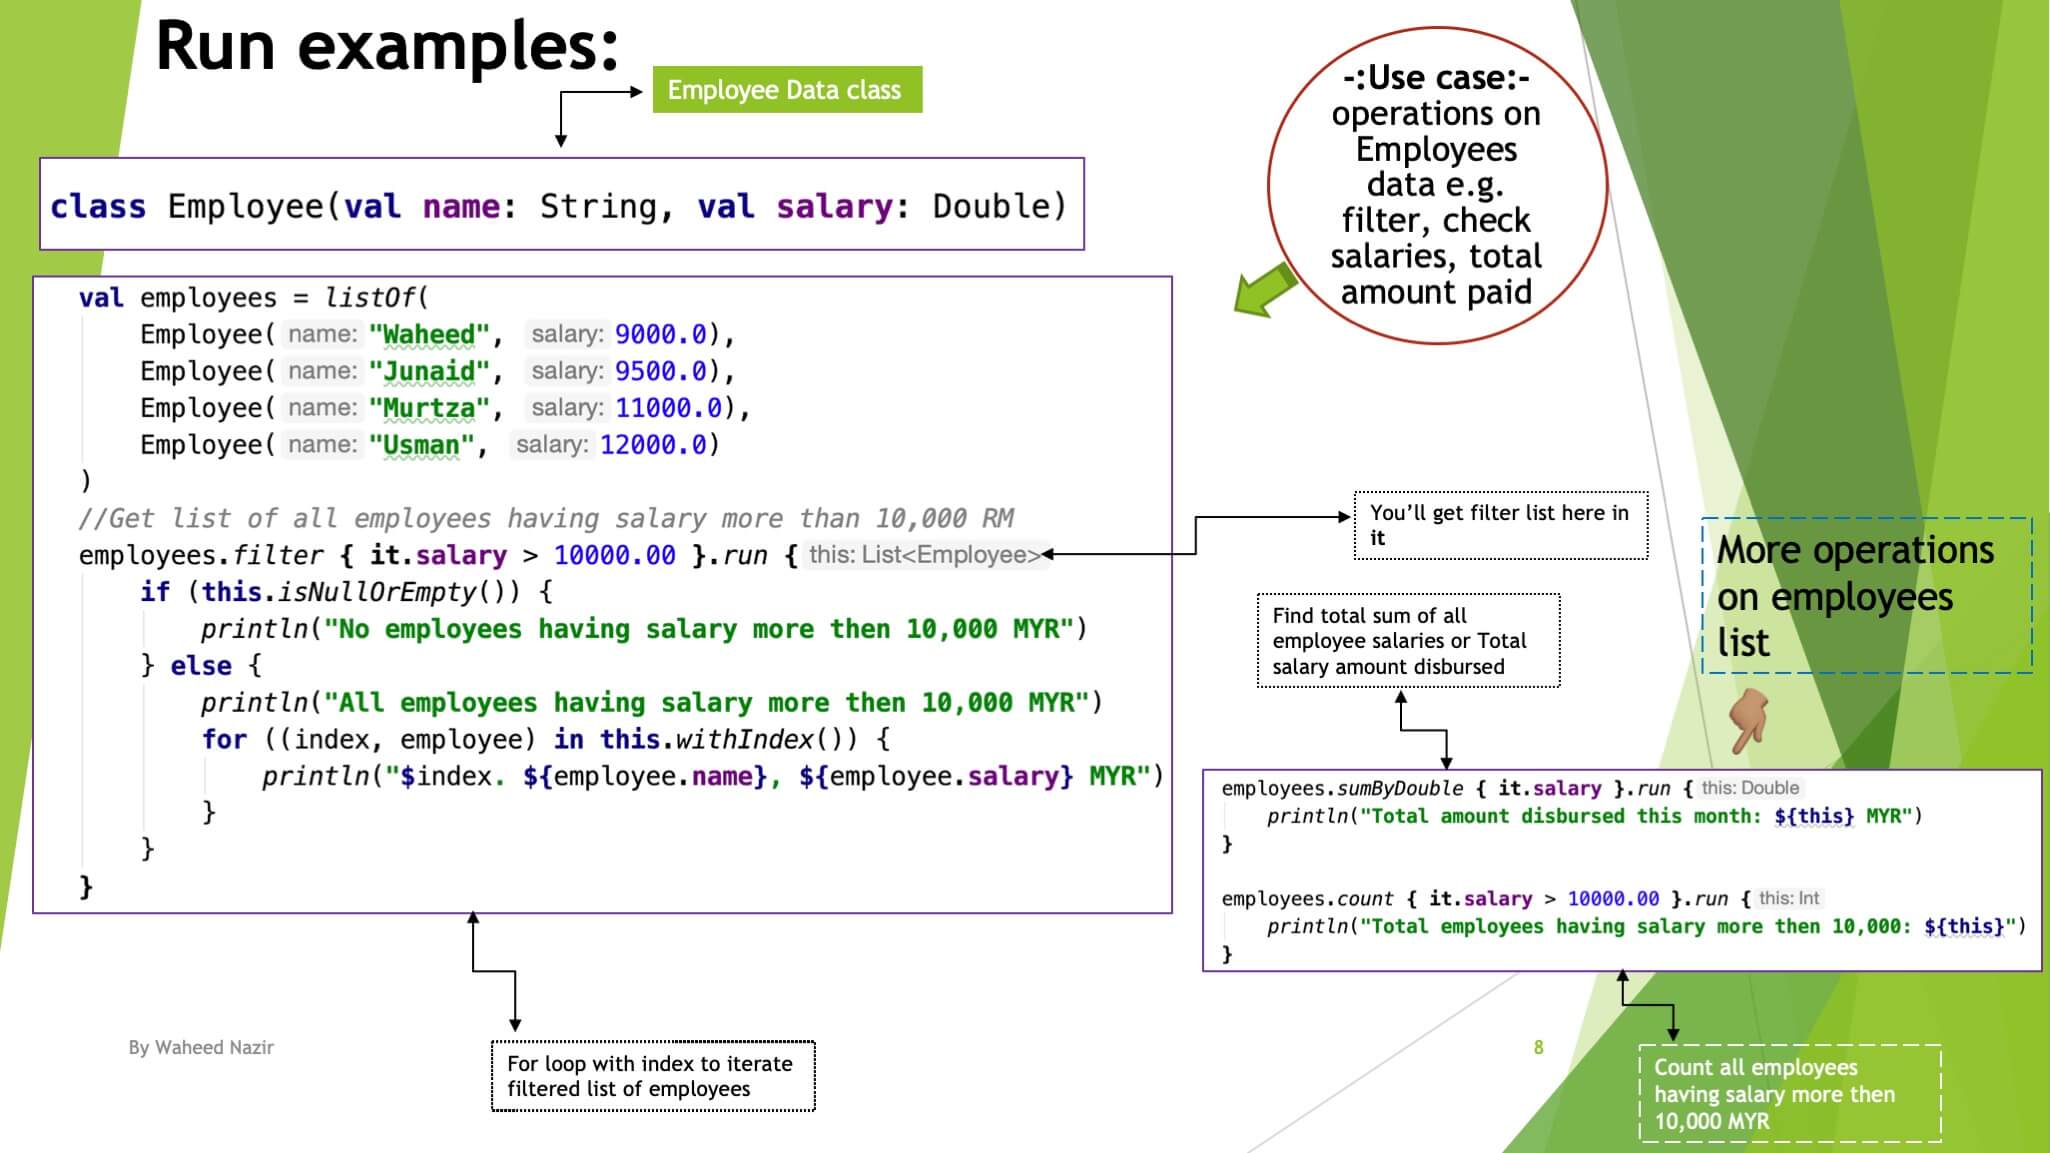 Run examples:
Employee Data class
class Employee(val name: String, val salary: Double)
-:Use case:-
operations on
Employees
data e.g.
filter, check
salaries, total
amount paid
val employees = listOf(
    Employee( name: "Waheed", salary: 9000.0),
    Employee( name: "Junaid", salary: 9500.0),
    Employee( name: "Murtza", salary: 11000.0),
    Employee( name: "Usman", salary: 12000.0)
)
//Get list of all employees having salary more than 10,000 RM
employees.filter { it.salary > 10000.00 }.run { this: List<Employee>
    if (this.isNullOrEmpty()) {
        println("No employees having salary more then 10,000 MYR")
    } else {
        println("All employees having salary more then 10,000 MYR")
        for ((index, employee) in this.withIndex()) {
            println("$index. ${employee.name}, ${employee.salary} MYR")
        }
    }
}
You’ll get filter list here in
it
Find total sum of all
employee salaries or Total
salary amount disbursed
More operations
on employees
list
employees.sumByDouble { it.salary }.run { this: Double
    println("Total amount disbursed this month: ${this} MYR")
}
employees.count { it.salary > 10000.00 }.run { this: Int
    println("Total employees having salary more then 10,000: ${this}")
}
For loop with index to iterate
filtered list of employees
Count all employees
having salary more then
10,000 MYR
By Waheed Nazir
8